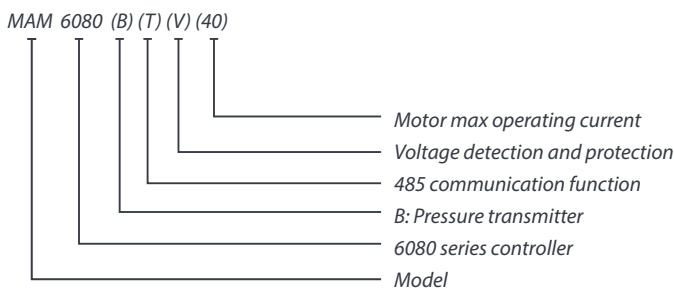 MAM 6080 (B) (T) (V) (40)
Motor max operating current
Voltage detection and protection
485 communication function
B: Pressure transmitter
6080 series controller
Model